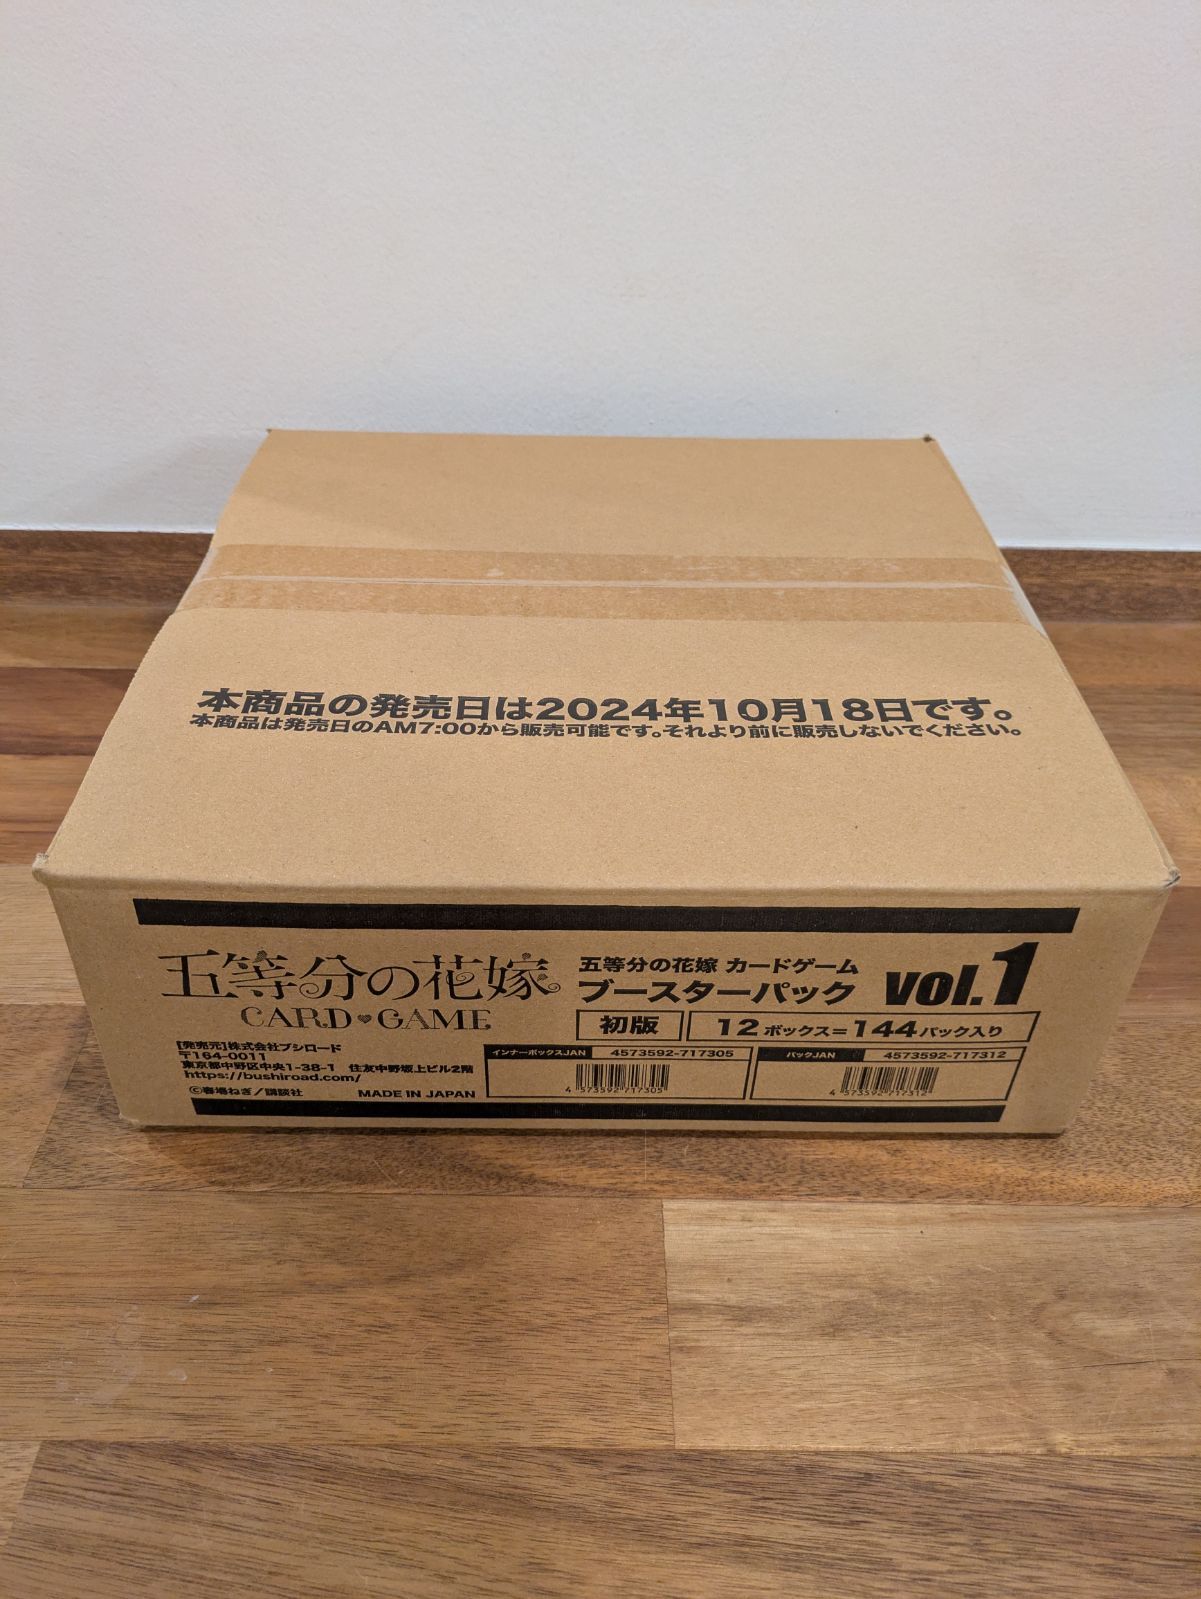 本商品の発売日は2024年10月18日です。
本商品は発売日のAM7:00から販売可能です。それより前に販売しないでください。
五等分の花嫁
CARD GAME
五等分の花嫁 カードゲーム
ブースターパック
vol.1
初版
12ボックス=144パック入り
[発売元]株式会社ブシロード
〒164-0011
東京都中野区中央1-38-1 住友中野坂上ビル2階
https://bushiroad.com/
©春場ねぎ/講談社 MADE IN JAPAN
インナーボックスJAN 4573592-717305
4 573592 717305
パックJAN 4573592-717312
4 573592 717312